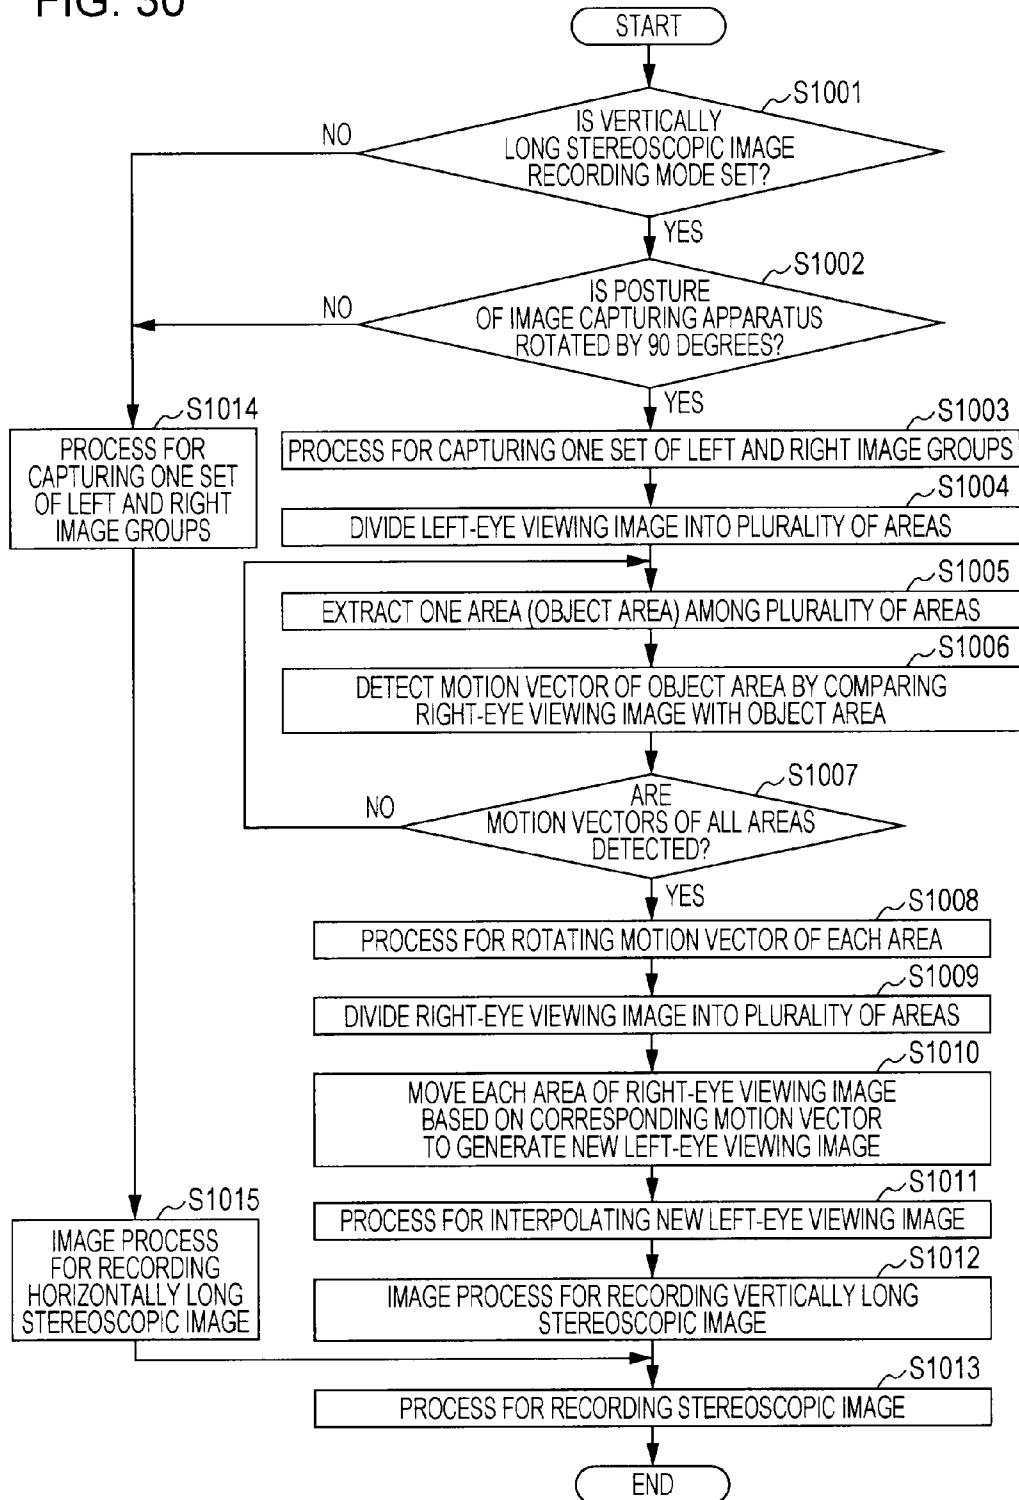 FIG. 30
START
S1001
IS VERTICALLY
LONG STEREOSCOPIC IMAGE
RECORDING MODE SET?
NO
YES
S1002
IS POSTURE
OF IMAGE CAPTURING APPARATUS
ROTATED BY 90 DEGREES?
NO
YES
S1014
PROCESS FOR
CAPTURING ONE SET
OF LEFT AND RIGHT
IMAGE GROUPS
S1003
PROCESS FOR CAPTURING ONE SET OF LEFT AND RIGHT IMAGE GROUPS
S1004
DIVIDE LEFT-EYE VIEWING IMAGE INTO PLURALITY OF AREAS
S1005
EXTRACT ONE AREA (OBJECT AREA) AMONG PLURALITY OF AREAS
S1006
DETECT MOTION VECTOR OF OBJECT AREA BY COMPARING
RIGHT-EYE VIEWING IMAGE WITH OBJECT AREA
S1007
ARE
MOTION VECTORS OF ALL AREAS
DETECTED?
NO
YES
S1008
PROCESS FOR ROTATING MOTION VECTOR OF EACH AREA
S1009
DIVIDE RIGHT-EYE VIEWING IMAGE INTO PLURALITY OF AREAS
S1010
MOVE EACH AREA OF RIGHT-EYE VIEWING IMAGE
BASED ON CORRESPONDING MOTION VECTOR
TO GENERATE NEW LEFT-EYE VIEWING IMAGE
S1011
PROCESS FOR INTERPOLATING NEW LEFT-EYE VIEWING IMAGE
S1015
IMAGE PROCESS
FOR RECORDING
HORIZONTALLY LONG
STEREOSCOPIC IMAGE
S1012
IMAGE PROCESS FOR RECORDING VERTICALLY LONG
STEREOSCOPIC IMAGE
S1013
PROCESS FOR RECORDING STEREOSCOPIC IMAGE
END